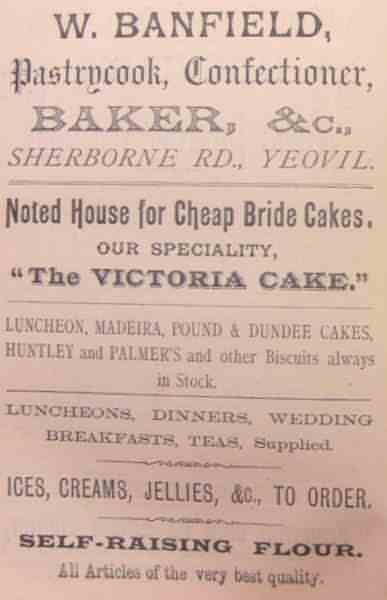 W. BANFIELD,
Pastrycook, Confectioner,
BAKER, &c.,
SHERBORNE RD., YEOVIL.
Noted House for Cheap Bride Cakes.
OUR SPECIALITY,
"The VICTORIA CAKE."
LUNCHEON, MADEIRA, POUND & DUNDEE CAKES,
HUNTLEY and PALMER'S and other Biscuits always
in Stock.
LUNCHEONS, DINNERS, WEDDING
BREAKFASTS, TEAS, Supplied.
ICES, CREAMS, JELLIES, &c., TO ORDER.
SELF-RAISING FLOUR.
All Articles of the very best quality.